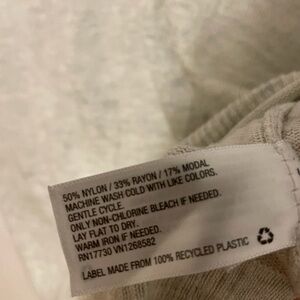 50% NYLON / 33% RAYON / 17% MODAL
MACHINE WASH COLD WITH LIKE COLORS.
GENTLE CYCLE.
ONLY NON-CHLORINE BLEACH IF NEEDED.
LAY FLAT TO DRY.
WARM IRON IF NEEDED.
RN17730 VN1268582
LABEL MADE FROM 100% RECYCLED PLASTIC